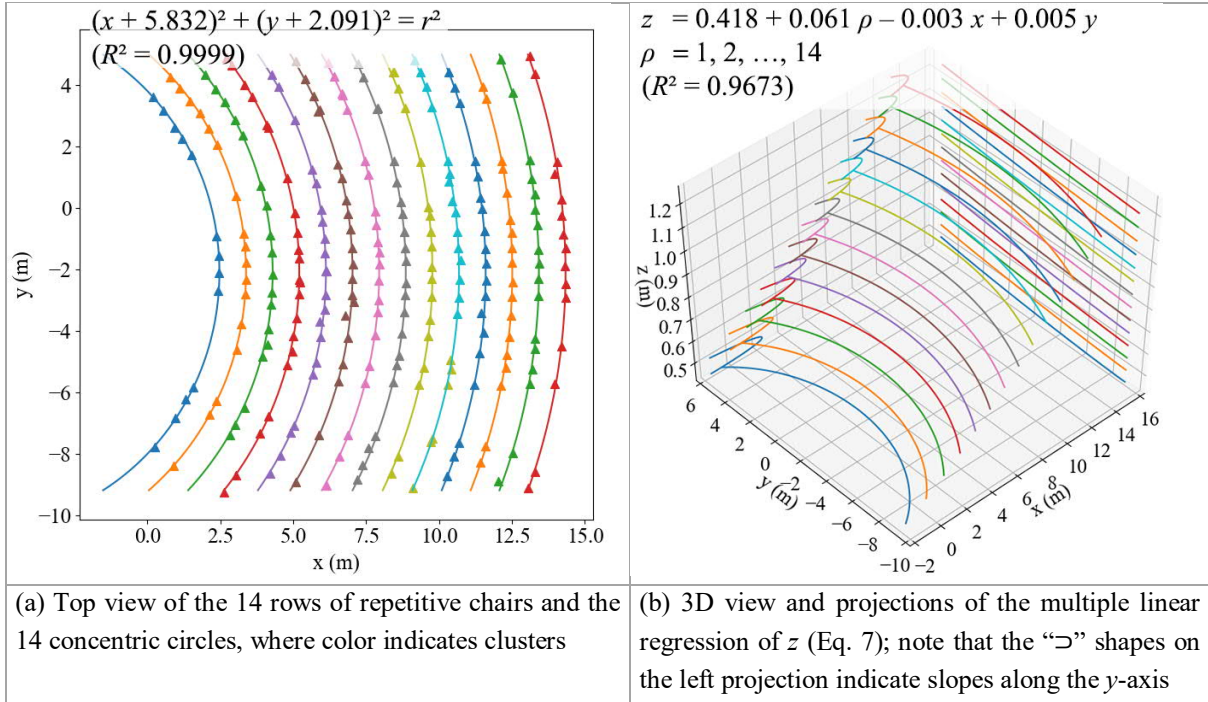 (x + 5.832)² + (y + 2.091)² = r²
(R² = 0.9999)
4
2
0
−2
−4
−6
−8
−10
y (m)
0.0 2.5 5.0 7.5 10.0 12.5 15.0
x (m)
z = 0.418 + 0.061 ρ – 0.003 x + 0.005 y
ρ = 1, 2, …, 14
(R² = 0.9673)
1.2
1.1
1.0
0.9
0.8
0.7
0.6
0.5
z (m)
6
4
2
0
−2
−4
−6
−8
−10
y (m)
−2
0
2
4
6
8
10
12
14
16
x (m)
(a) Top view of the 14 rows of repetitive chairs and the
14 concentric circles, where color indicates clusters
(b) 3D view and projections of the multiple linear
regression of z (Eq. 7); note that the “⊃” shapes on
the left projection indicate slopes along the y-axis